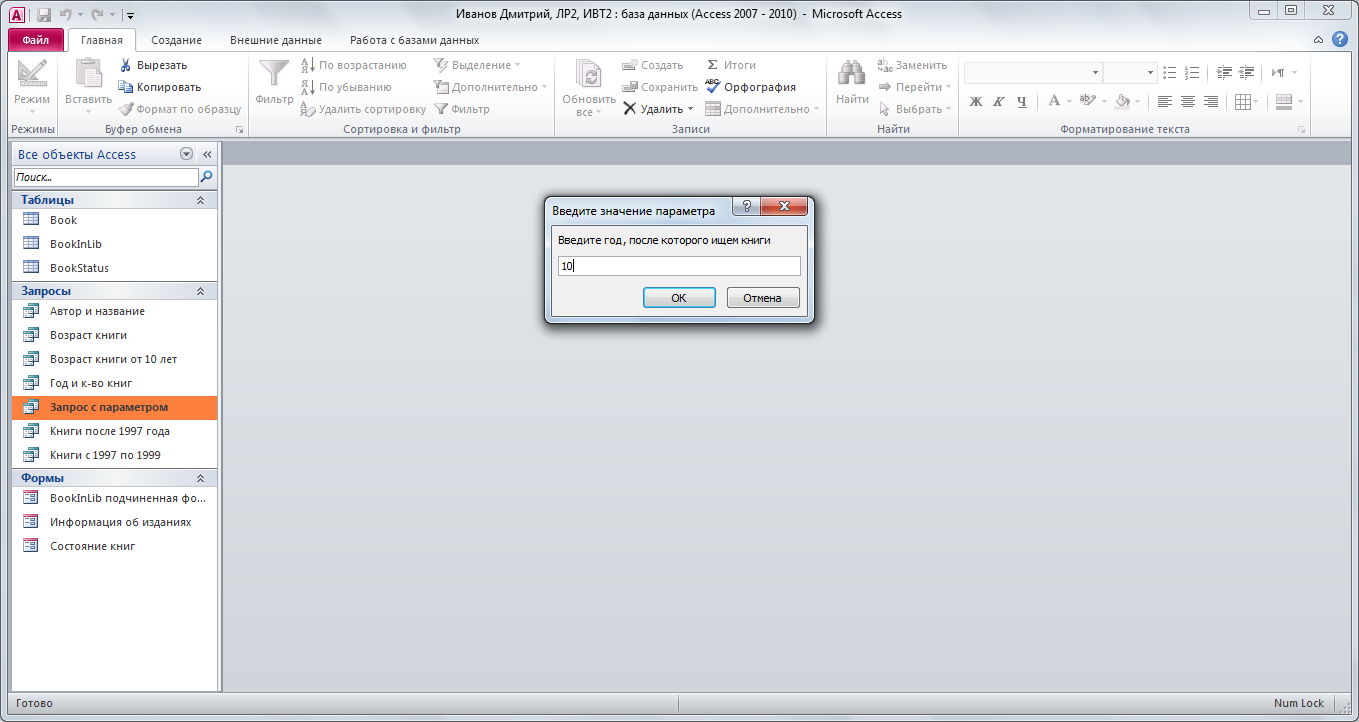 Иванов Дмитрий, ЛР2, ИВТ2 : база данных (Access 2007 - 2010) - Microsoft Access
Файл Главная Создание Внешние данные Работа с базами данных
Режим
Режимы
Вставить
Вырезать
Копировать
Формат по образцу
Буфер обмена
Фильтр
По возрастанию
По убыванию
Удалить сортировку
Выделение
Дополнительно
Фильтр
Сортировка и фильтр
Обновить
все
Создать
Сохранить
Удалить
Итоги
Орфография
Дополнительно
Записи
Найти
Заменить
Перейти
Выбрать
Найти
Ж К Ч А
Форматирование текста
Все объекты Access
Поиск...
Таблицы
Book
BookInLib
BookStatus
Запросы
Автор и название
Возраст книги
Возраст книги от 10 лет
Год и к-во книг
Запрос с параметром
Книги после 1997 года
Книги с 1997 по 1999
Формы
BookInLib подчиненная фо...
Информация об изданиях
Состояние книг
Введите значение параметра
Введите год, после которого ищем книги
10
OK Отмена
Готово Num Lock